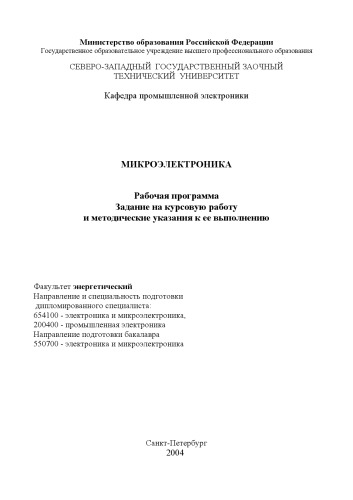 Министерство образования Российской Федерации
Государственное образовательное учреждение высшего профессионального образования
СЕВЕРО-ЗАПАДНЫЙ ГОСУДАРСТВЕННЫЙ ЗАОЧНЫЙ
ТЕХНИЧЕСКИЙ УНИВЕРСИТЕТ
Кафедра промышленной электроники
МИКРОЭЛЕКТРОНИКА
Рабочая программа
Задание на курсовую работу
и методические указания к ее выполнению
Факультет энергетический
Направление и специальность подготовки
дипломированного специалиста:
654100 - электроника и микроэлектроника,
200400 - промышленная электроника
Направление подготовки бакалавра
550700 - электроника и микроэлектроника
Санкт-Петербург
2004